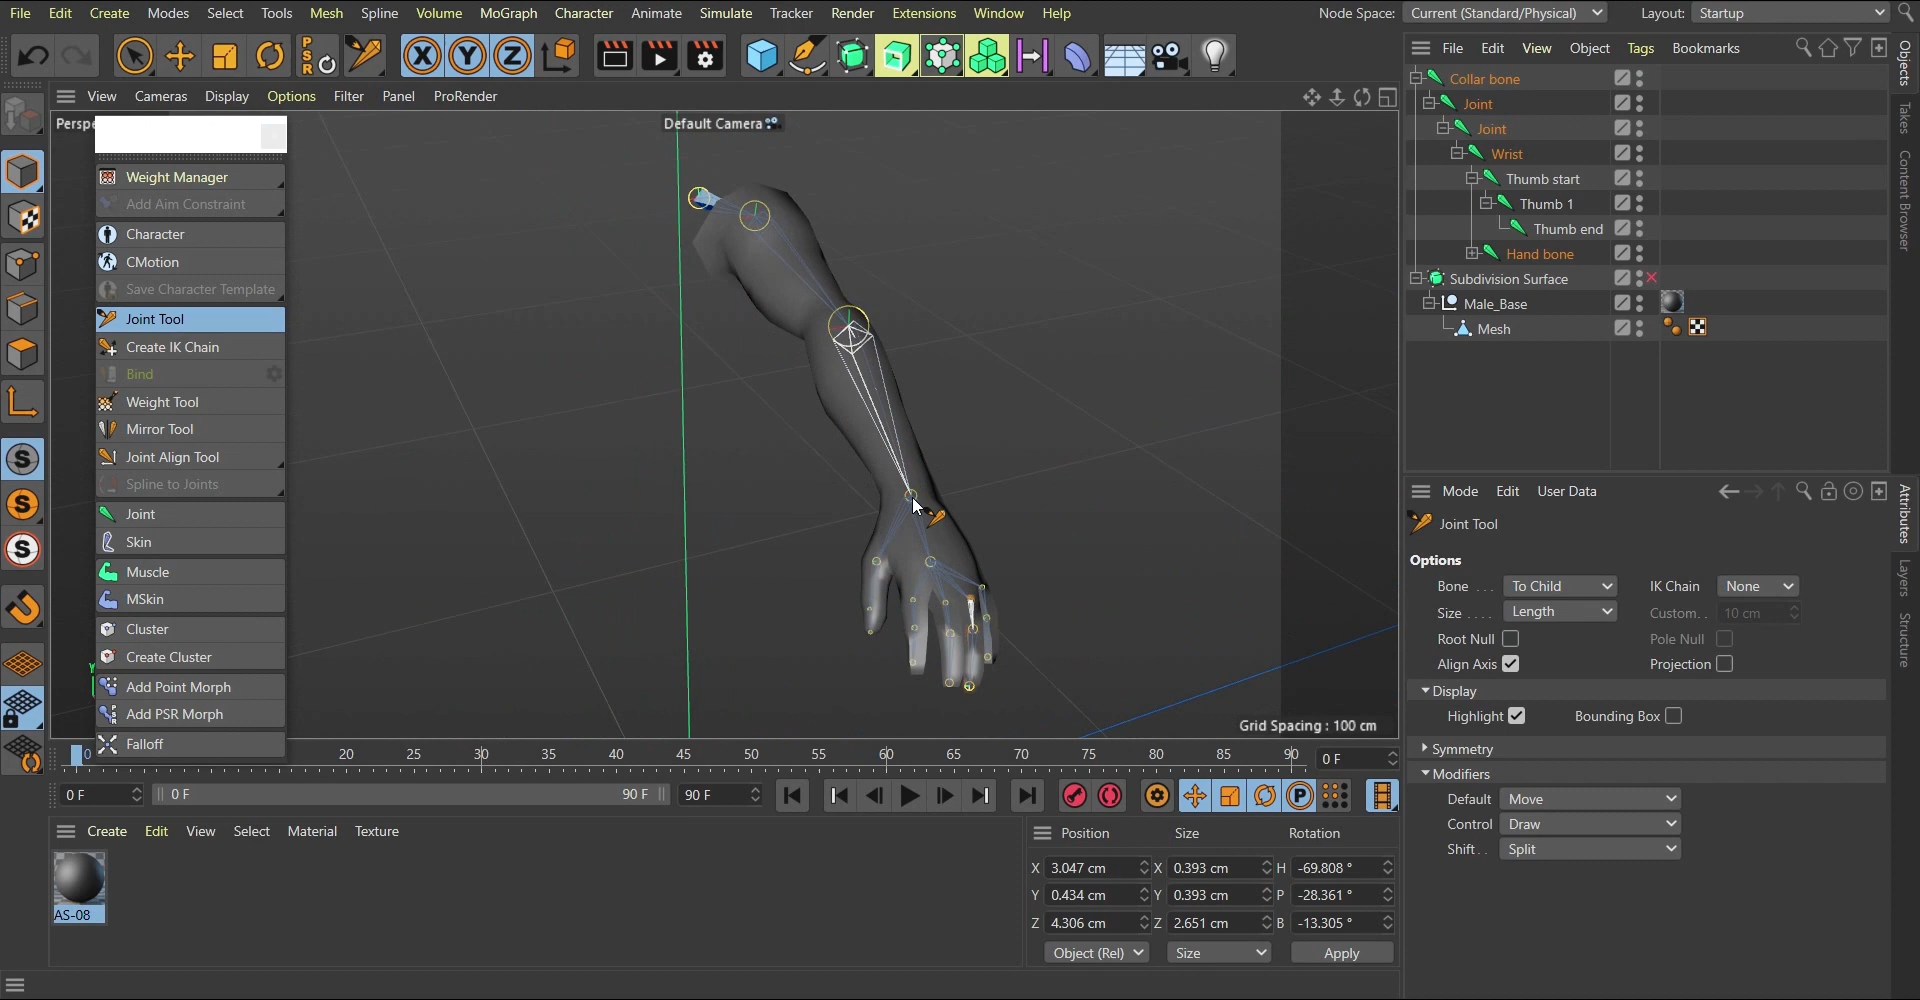 File Edit Create Modes Select Tools Mesh Spline Volume MoGraph Character Animate Simulate Tracker Render Extensions Window Help Node Space: Current (Standard/Physical) Layout: Startup
PSR X Y Z
File Edit View Object Tags Bookmarks
View Cameras Display Options Filter Panel ProRender
Perspe
Default Camera
Weight Manager
Add Aim Constraint
Character
CMotion
Save Character Template
Joint Tool
Create IK Chain
Bind
Weight Tool
Mirror Tool
Joint Align Tool
Spline to Joints
Joint
Skin
Muscle
MSkin
Cluster
Create Cluster
Add Point Morph
Add PSR Morph
Falloff
Y
Grid Spacing : 100 cm
S
S
S
Collar bone
Joint
Joint
Wrist
Thumb start
Thumb 1
Thumb end
Hand bone
Subdivision Surface
Male_Base
Mesh
Objects
Takes
Content Browser
Mode Edit User Data
Joint Tool
Options
Bone . . . To Child IK Chain None
Size . . . . Length Custom. . 10 cm
Root Null Pole Null
Align Axis Projection
Display
Highlight Bounding Box
Symmetry
Modifiers
Default Move
Control Draw
Shift. . Split
Attributes
Layers
Structure
0 20 25 30 35 40 45 50 55 60 65 70 75 80 85 90 0 F
0 F 0 F 90 F 90 F P
Create Edit View Select Material Texture
AS-08
Position Size Rotation
X 3.047 cm X 0.393 cm H -69.808 °
Y 0.434 cm Y 0.393 cm P -28.361 °
Z 4.306 cm Z 2.651 cm B -13.305 °
Object (Rel) Size Apply